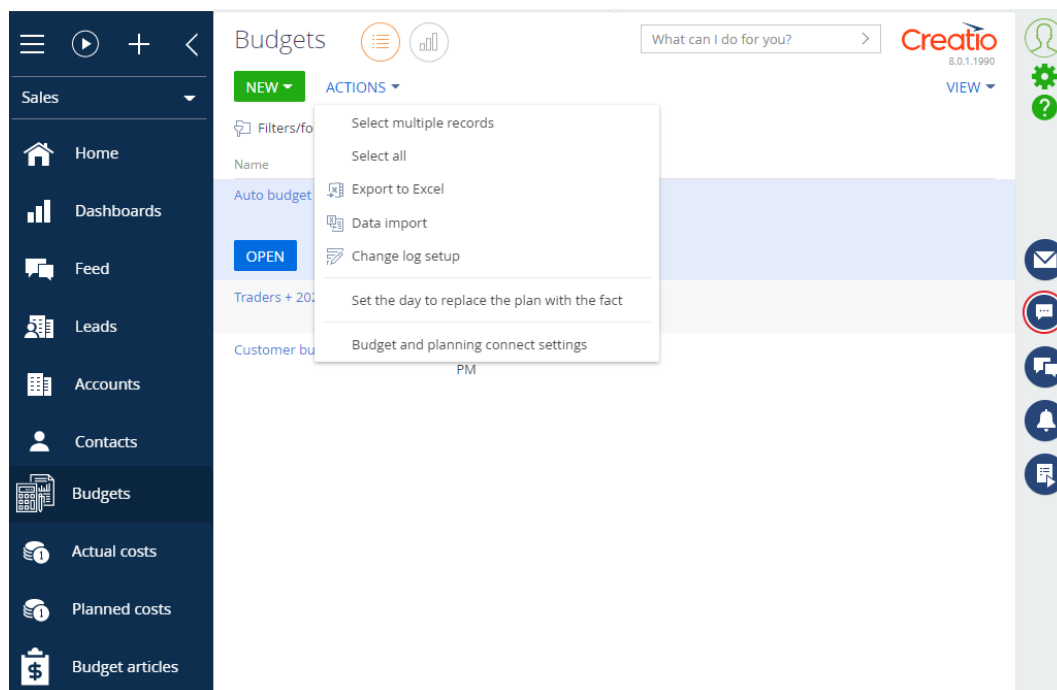 Budgets
What can I do for you?
Creatio
8.0.1.1990
Sales
NEW
ACTIONS
VIEW
Home
Dashboards
Feed
Leads
Accounts
Contacts
Budgets
Actual costs
Planned costs
Budget articles
Filters/fo
Name
Auto budget
OPEN
Traders + 202
Customer bu
PM
Select multiple records
Select all
Export to Excel
Data import
Change log setup
Set the day to replace the plan with the fact
Budget and planning connect settings